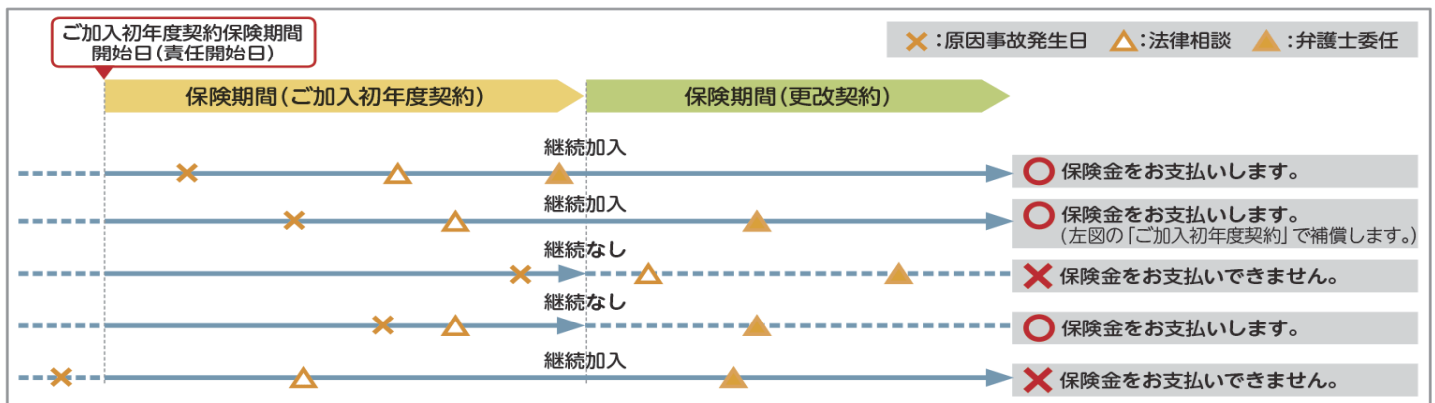 ご加入初年度契約保険期間
開始日(責任開始日)
×:原因事故発生日 △:法律相談 ▲:弁護士委任
保険期間(ご加入初年度契約)
保険期間(更改契約)
継続加入
保険金をお支払いします。
継続加入
保険金をお支払いします。
(左図の「ご加入初年度契約」で補償します。)
継続なし
保険金をお支払いできません。
継続なし
保険金をお支払いします。
継続加入
保険金をお支払いできません。